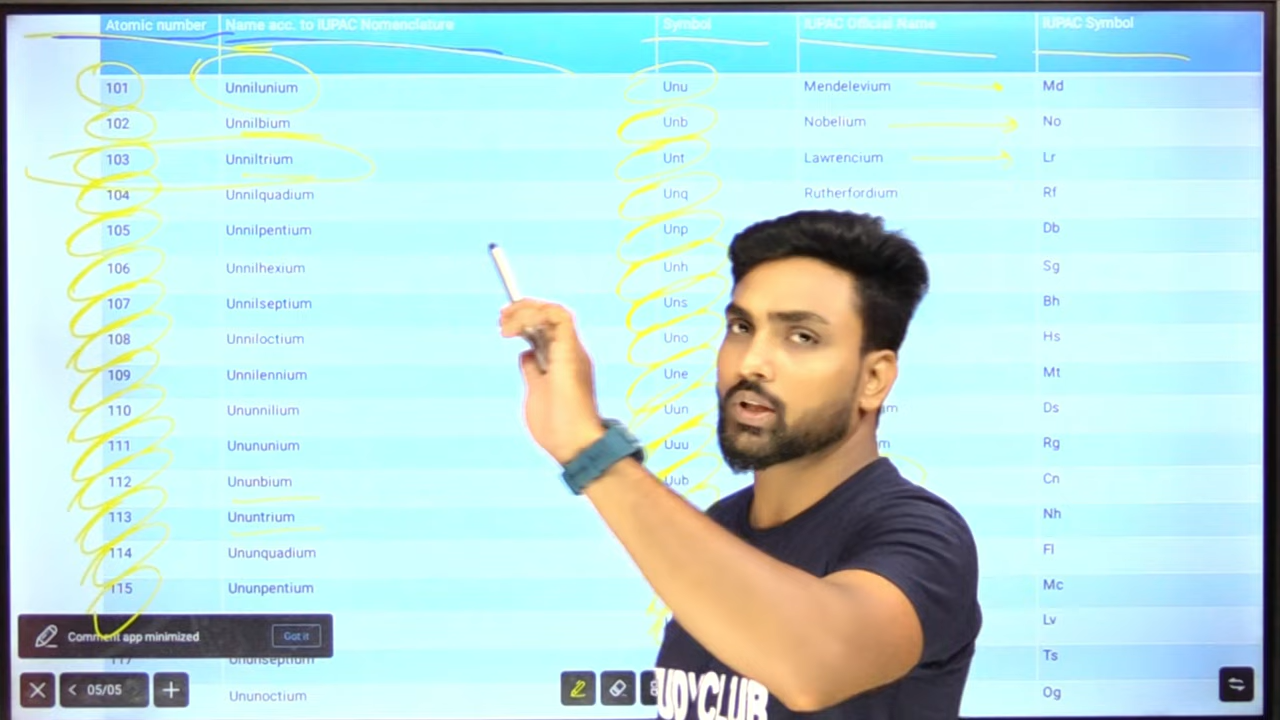 Atomic number Name acc. to IUPAC Nomenclature Symbol IUPAC Official Name IUPAC Symbol
101 Unnilunium Unu Mendelevium Md
102 Unnilbium Unb Nobelium No
103 Unniltrium Unt Lawrencium Lr
104 Unnilquadium Unq Rutherfordium Rf
105 Unnilpentium Unp Db
106 Unnilhexium Unh Sg
107 Unnilseptium Uns Bh
108 Unniloctium Uno Hs
109 Unnilennium Une Mt
110 Ununnilium Uun Ds
111 Unununium Uuu Rg
112 Ununbium Uub Cn
113 Ununtrium Nh
114 Ununquadium Fl
115 Ununpentium Mc
Lv
117 Ununseptium Ts
Ununoctium Og
Comment app minimized Got it
05/05
UDYCLUB